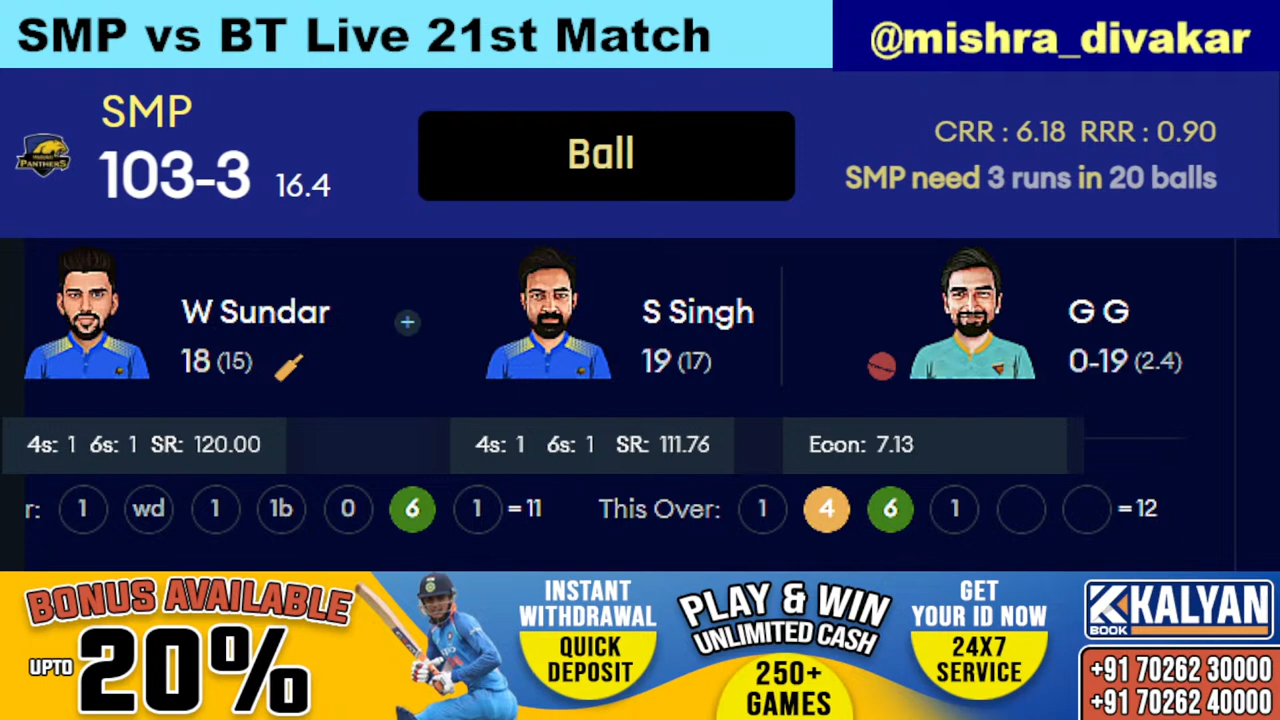 SMP vs BT Live 21st Match
@mishra_divakar
SMP
103-3 16.4
PANTHERS
Ball
CRR : 6.18 RRR : 0.90
SMP need 3 runs in 20 balls
W Sundar
18 (15)
S Singh
19 (17)
G G
0-19 (2.4)
4s: 1 6s: 1 SR: 120.00
4s: 1 6s: 1 SR: 111.76
Econ: 7.13
r: 1 wd 1 1b 0 6 1 = 11
This Over: 1 4 6 1 = 12
BONUS AVAILABLE
UPTO 20%
INSTANT
WITHDRAWAL
QUICK
DEPOSIT
PLAY & WIN
UNLIMITED CASH
250+
GAMES
GET
YOUR ID NOW
24X7
SERVICE
KALYAN
BOOK
+91 70262 30000
+91 70262 40000